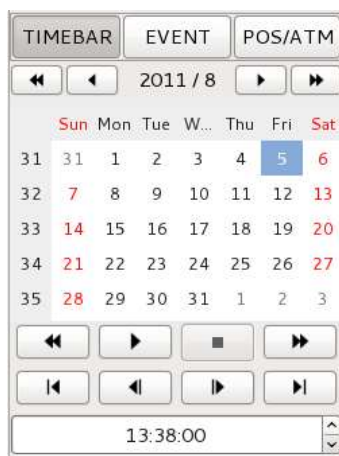 TIMEBAR EVENT POS/ATM
2011 / 8
Sun Mon Tue W... Thu Fri Sat
31 31 1 2 3 4 5 6
32 7 8 9 10 11 12 13
33 14 15 16 17 18 19 20
34 21 22 23 24 25 26 27
35 28 29 30 31 1 2 3
13:38:00